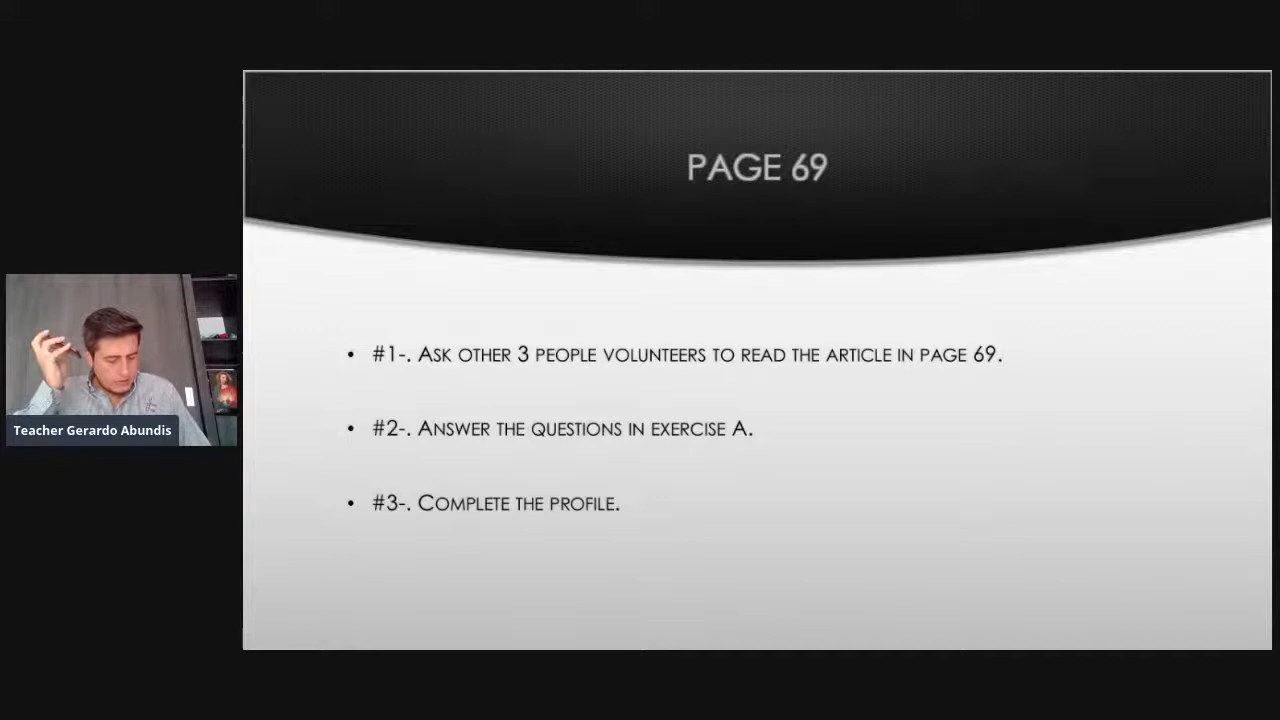 PAGE 69
• #1-. Ask other 3 people volunteers to read the article in page 69.
• #2-. Answer the questions in exercise A.
• #3-. Complete the profile.
Teacher Gerardo Abundis